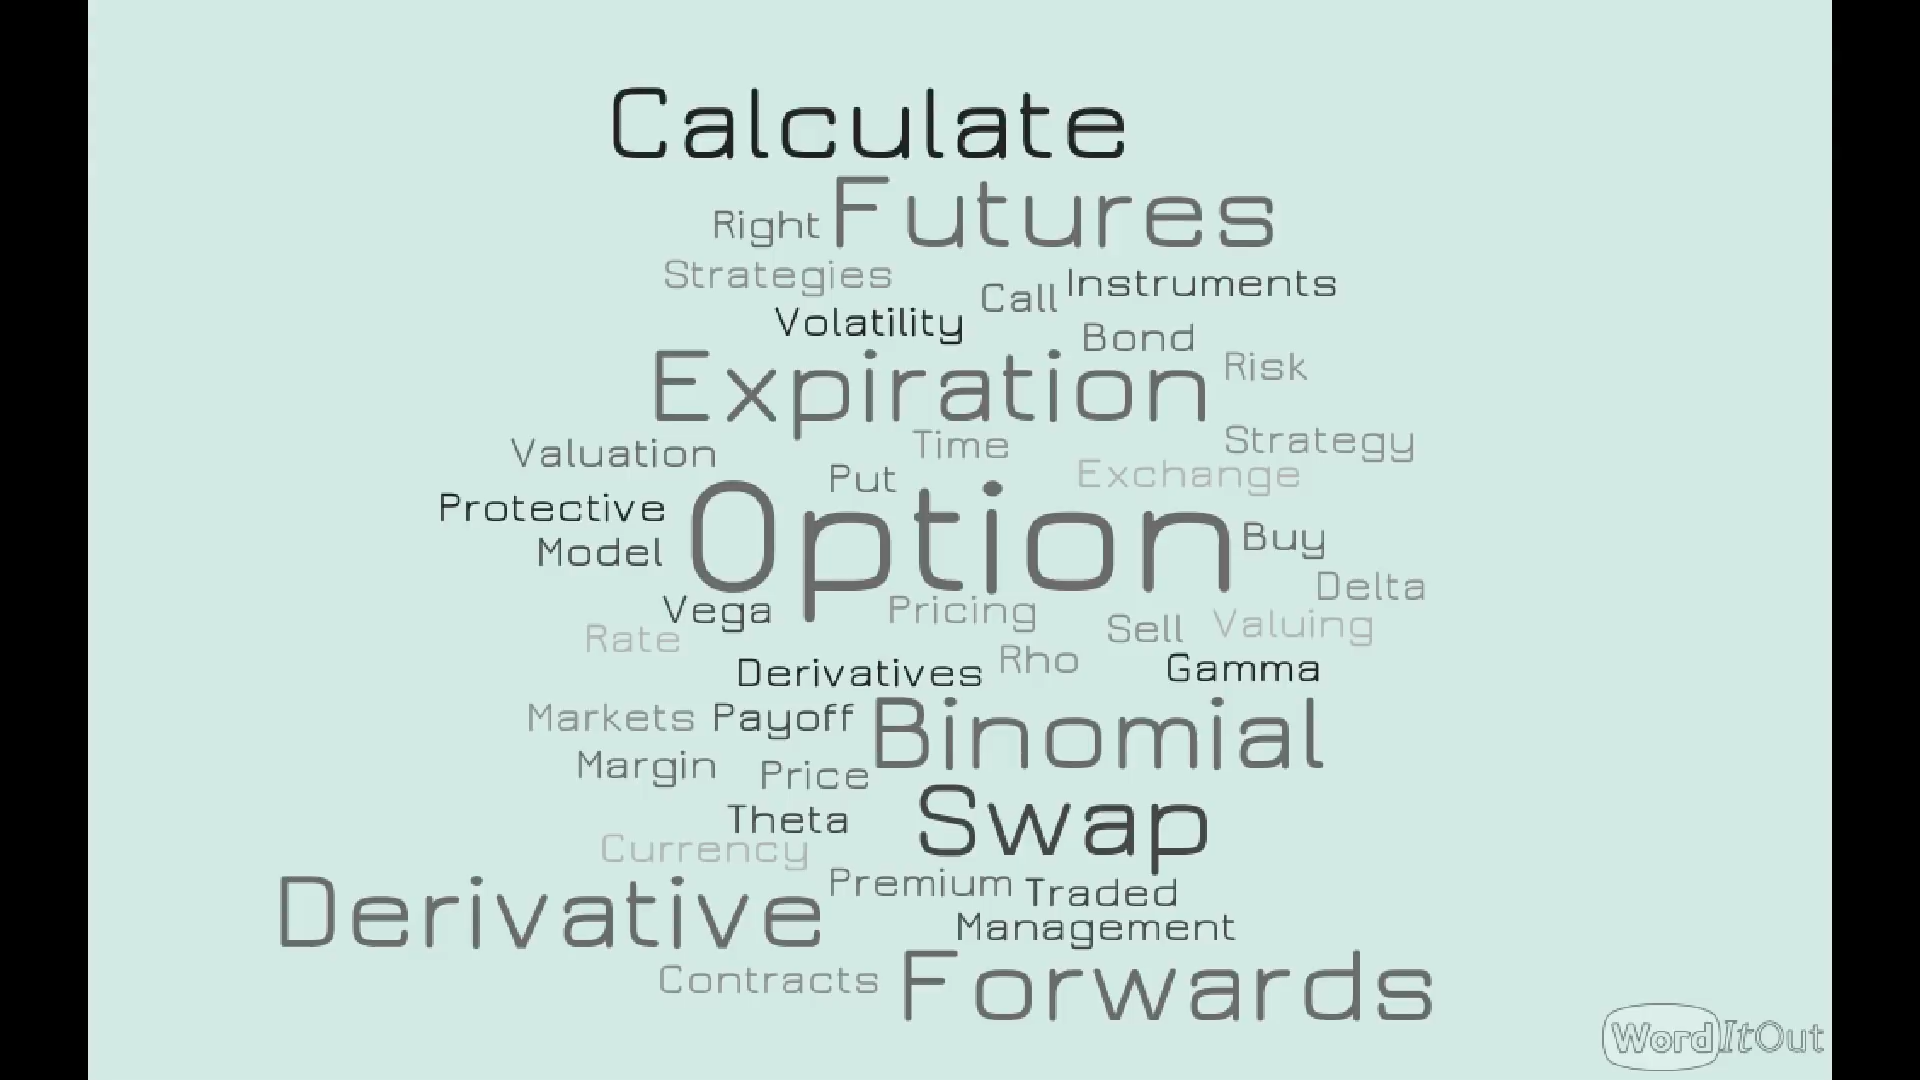 Calculate
Right Futures
Strategies Call Instruments
Volatility Bond
Expiration Risk
Valuation Time Strategy
Put Exchange
Protective Option Buy
Model Delta
Vega Pricing Sell Valuing
Rate Rho
Derivatives Gamma
Markets Payoff Binomial
Margin Price
Theta Swap
Currency
Derivative Premium Traded
Management
Contracts Forwards
WordItOut